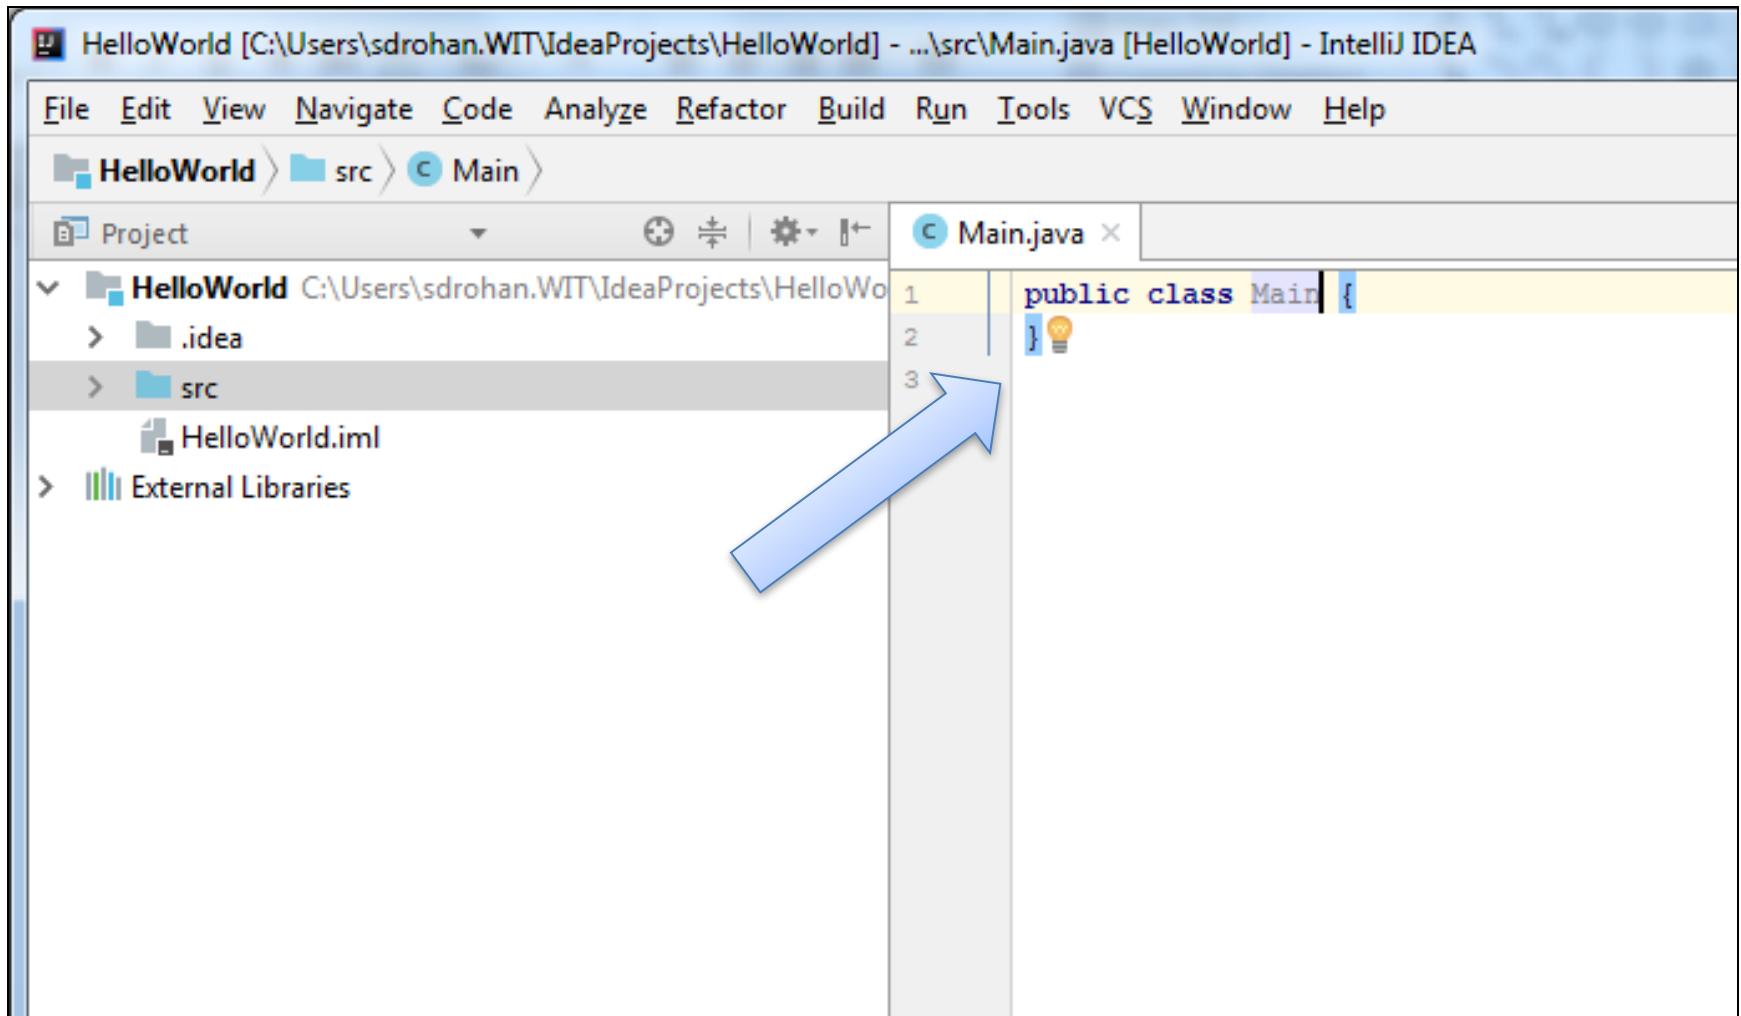 HelloWorld [C:\Users\sdrohan.WIT\IdeaProjects\HelloWorld] - ...\src\Main.java [HelloWorld] - IntelliJ IDEA
File Edit View Navigate Code Analyze Refactor Build Run Tools VCS Window Help
HelloWorld src C Main
Project
C Main.java
HelloWorld C:\Users\sdrohan.WIT\IdeaProjects\HelloWo
.idea
src
HelloWorld.iml
External Libraries
1 public class Main {
2 }
3